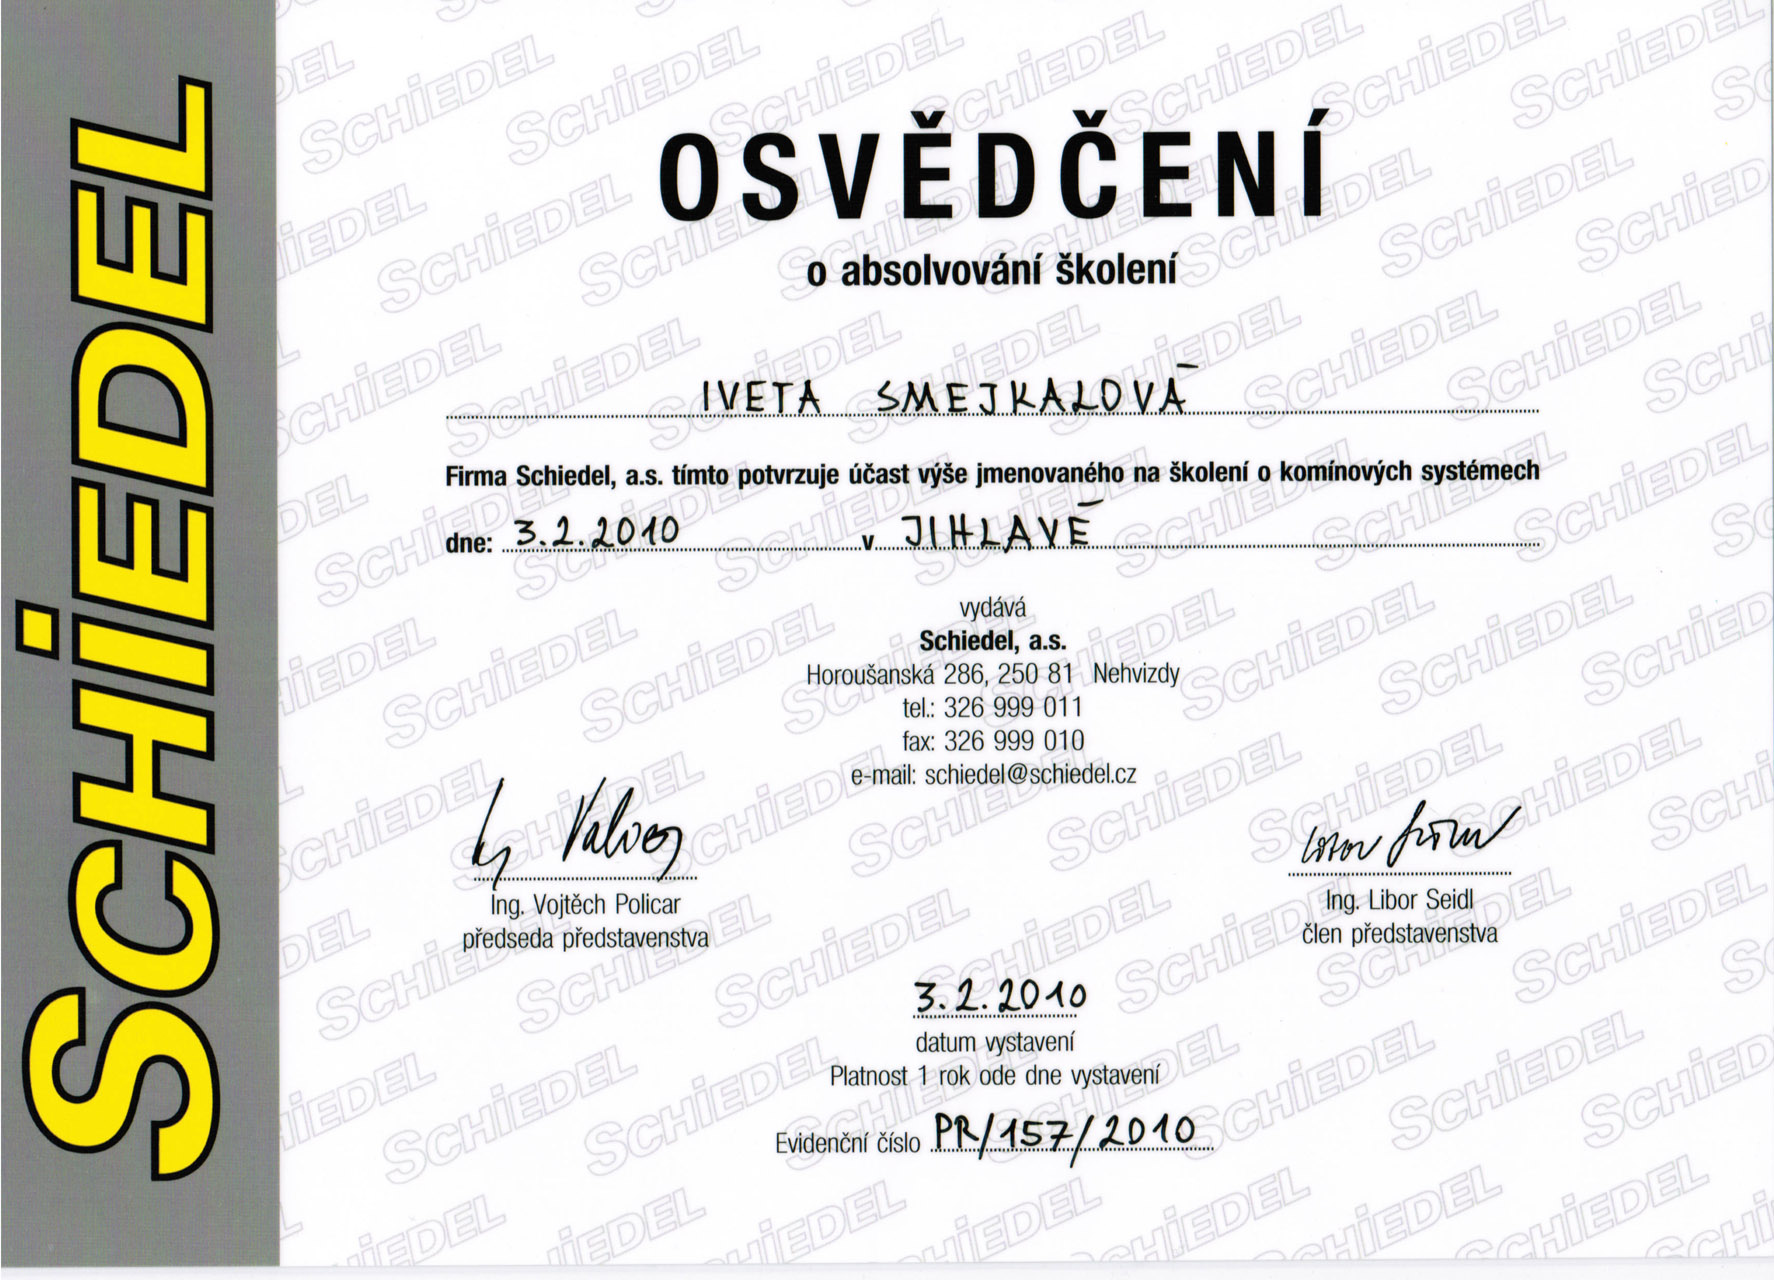 SCHIEDEL
OSVĚDČENÍ
o absolvování školení
IVETA SMEJKALOVÁ
Firma Schiedel, a.s. tímto potvrzuje účast výše jmenovaného na školení o komínových systémech
dne: 3.2.2010 v JIHLAVĚ
vydává
Schiedel, a.s.
Horoušanská 286, 250 81 Nehvizdy
tel.: 326 999 011
fax: 326 999 010
e-mail: schiedel@schiedel.cz
Ing. Vojtěch Policar
předseda představenstva
Ing. Libor Seidl
člen představenstva
3.2.2010
datum vystavení
Platnost 1 rok ode dne vystavení
Evidenční číslo PR/157/2010